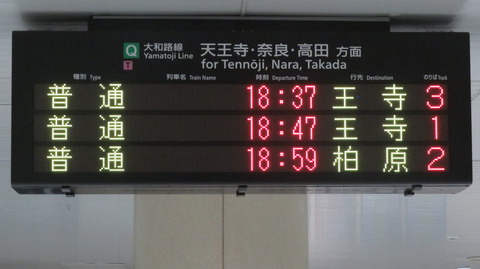 Q 大和路線 天王寺・奈良・高田 方面
T Yamatoji Line for Tennōji, Nara, Takada
種別 Type 列車名 Train Name 時刻 Departure Time 行先 Destination のりば Track
普通 18:37 王寺 3
普通 18:47 王寺 1
普通 18:59 柏原 2